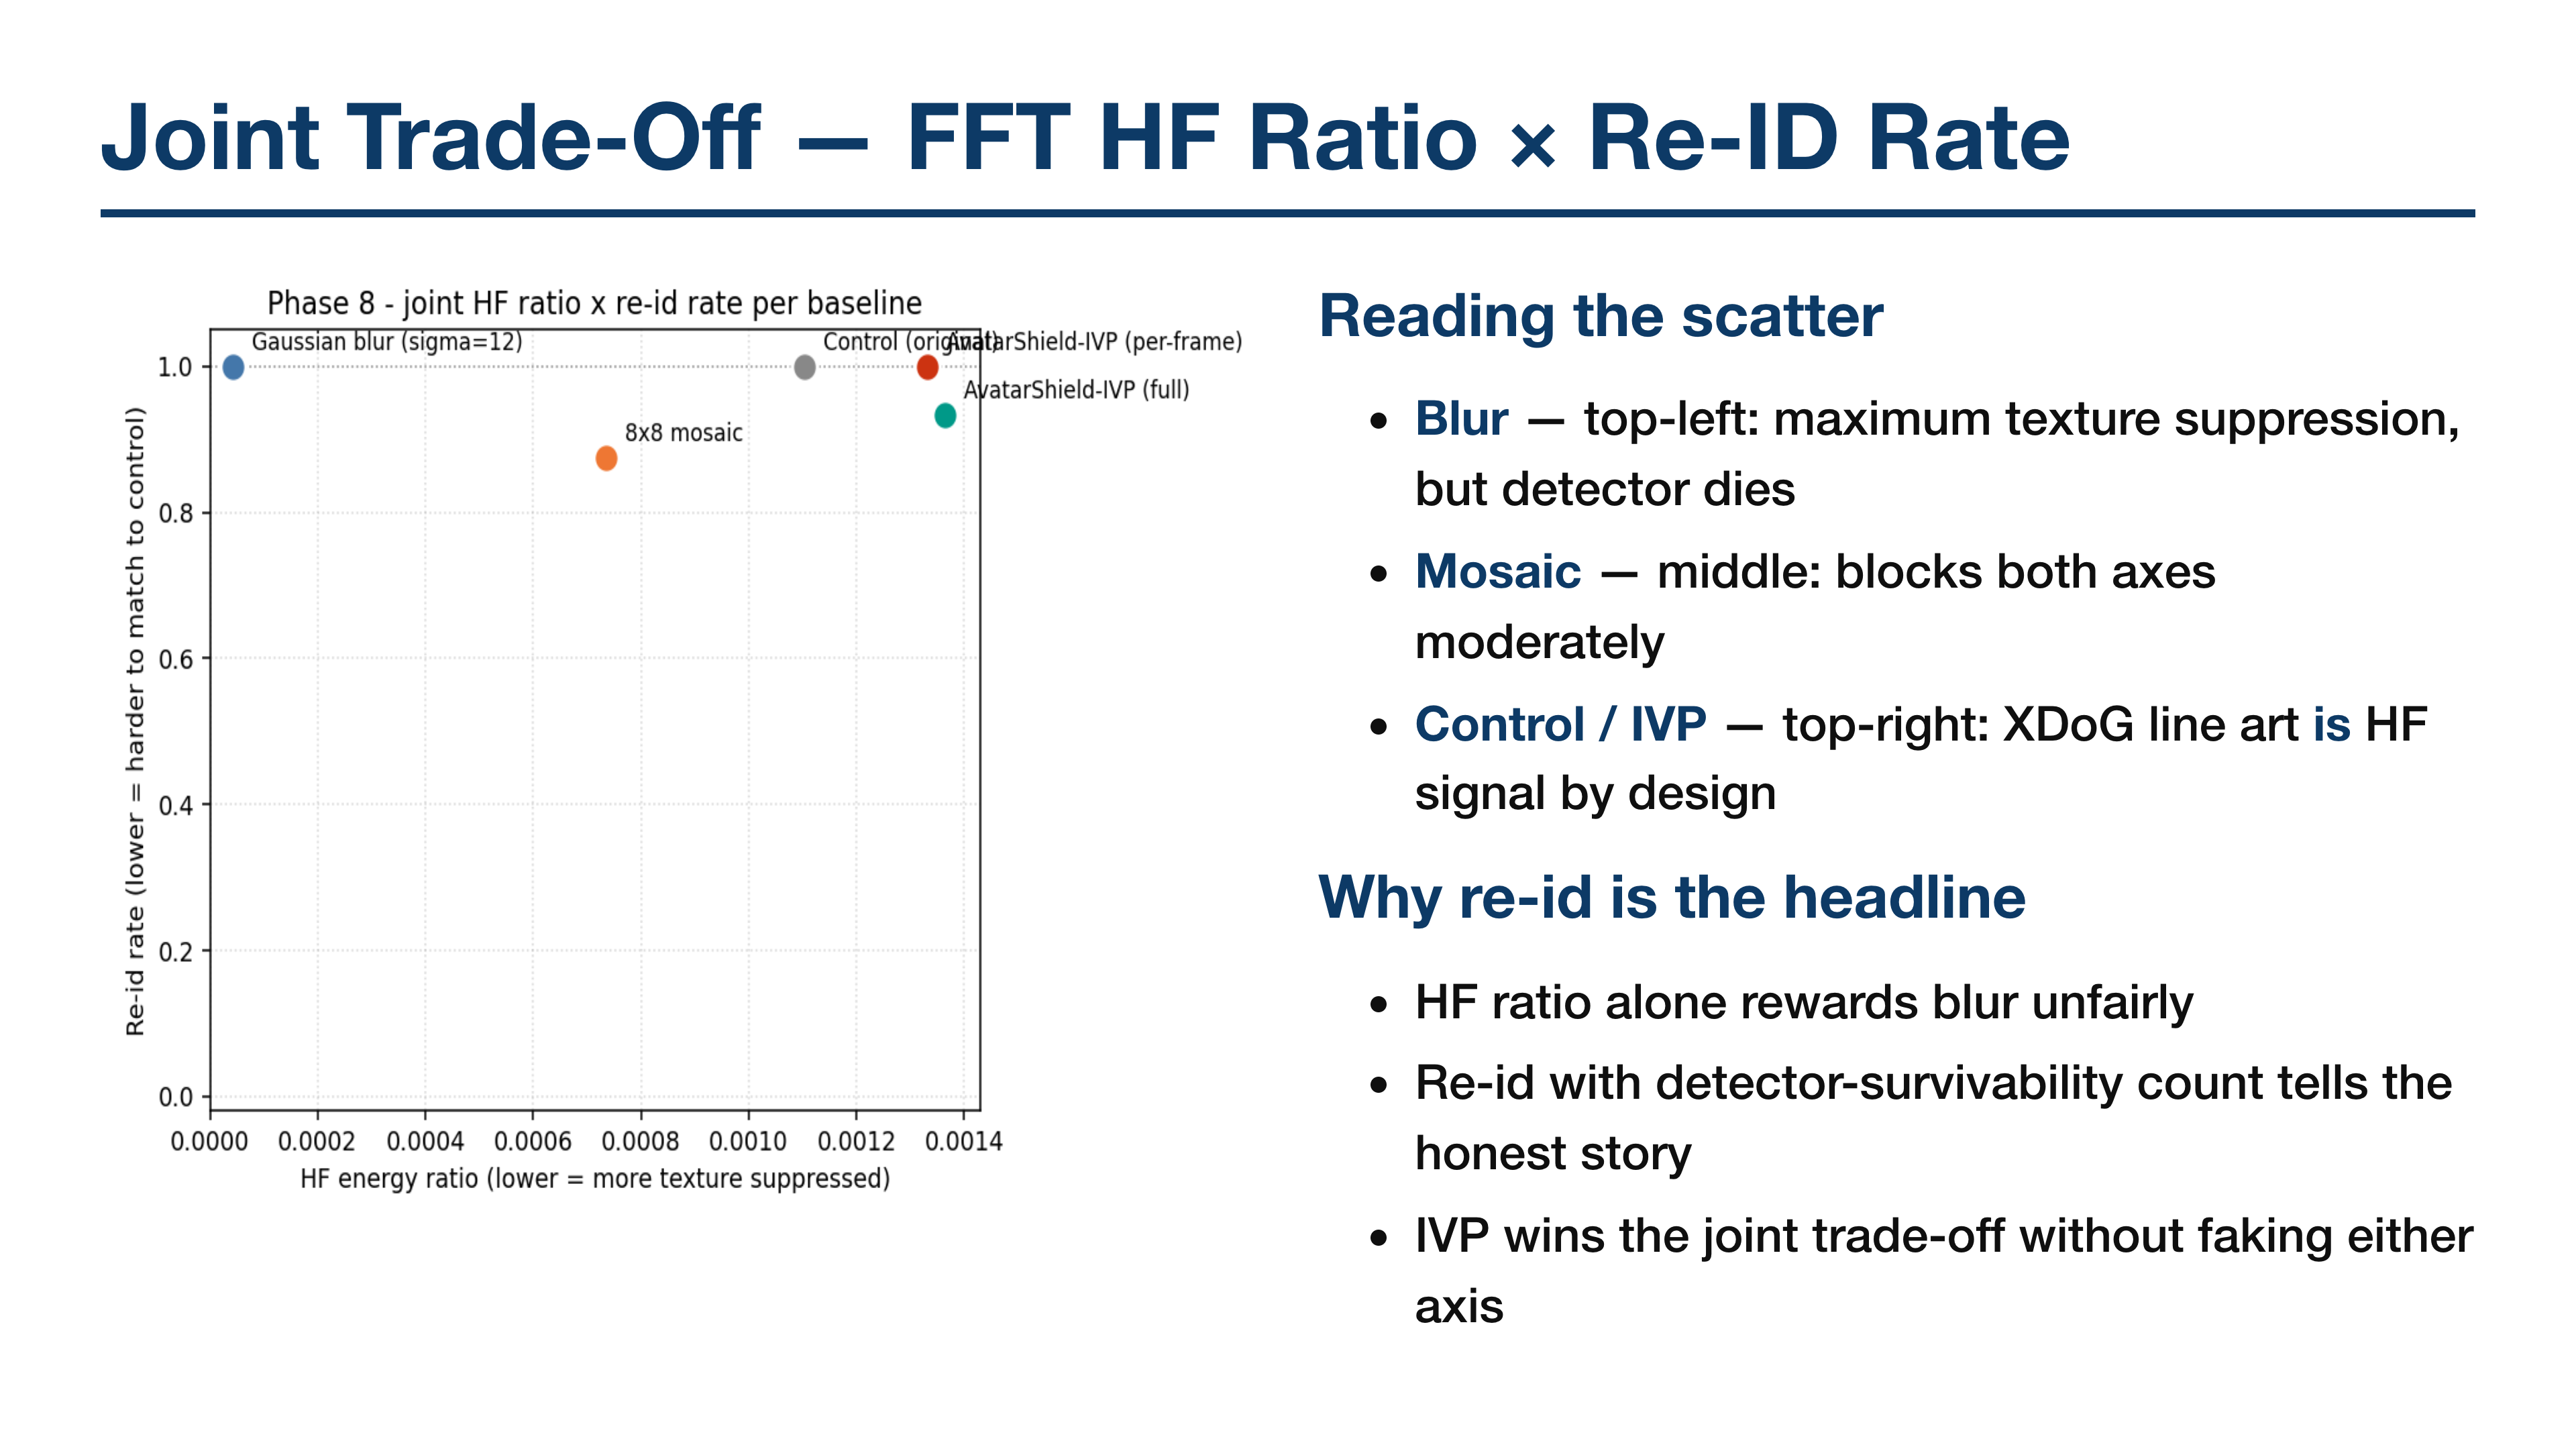 Joint Trade-Off — FFT HF Ratio × Re-ID Rate
Phase 8 - joint HF ratio x re-id rate per baseline
Gaussian blur (sigma=12)
Control (original)
AvatarShield-IVP (per-frame)
AvatarShield-IVP (full)
8x8 mosaic
Re-id rate (lower = harder to match to control)
1.0
0.8
0.6
0.4
0.2
0.0
0.0000 0.0002 0.0004 0.0006 0.0008 0.0010 0.0012 0.0014
HF energy ratio (lower = more texture suppressed)
Reading the scatter
• Blur — top-left: maximum texture suppression,
but detector dies
• Mosaic — middle: blocks both axes
moderately
• Control / IVP — top-right: XDoG line art is HF
signal by design
Why re-id is the headline
• HF ratio alone rewards blur unfairly
• Re-id with detector-survivability count tells the
honest story
• IVP wins the joint trade-off without faking either
axis